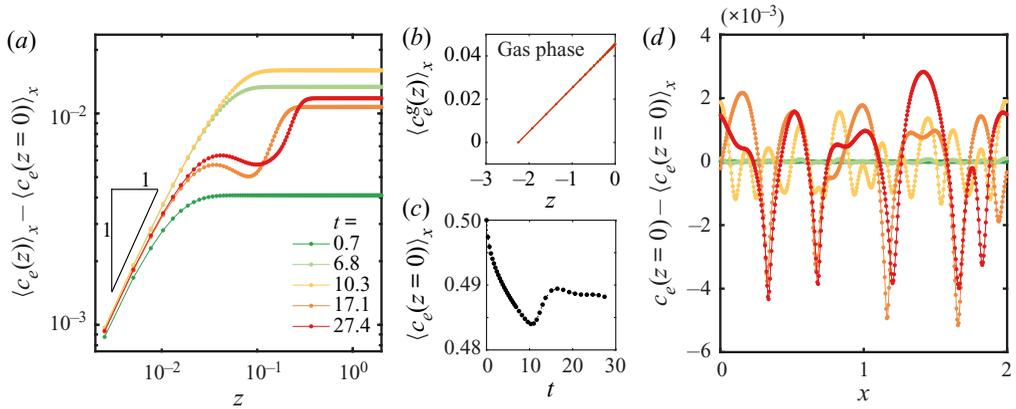 (a)
⟨c_e(z)⟩_x − ⟨c_e(z = 0)⟩_x
10^−2
10^−3
1
1
t =
0.7
6.8
10.3
17.1
27.4
10^−2
10^−1
10^0
z
(b)
⟨c_e^g(z)⟩_x
0.04
0.02
0
Gas phase
−3
−2
−1
0
z
(c)
⟨c_e(z = 0)⟩_x
0.50
0.49
0.48
0
10
20
30
t
(d)
(×10^−3)
c_e(z = 0) − ⟨c_e(z = 0)⟩_x
4
2
0
−2
−4
−6
0
1
2
x